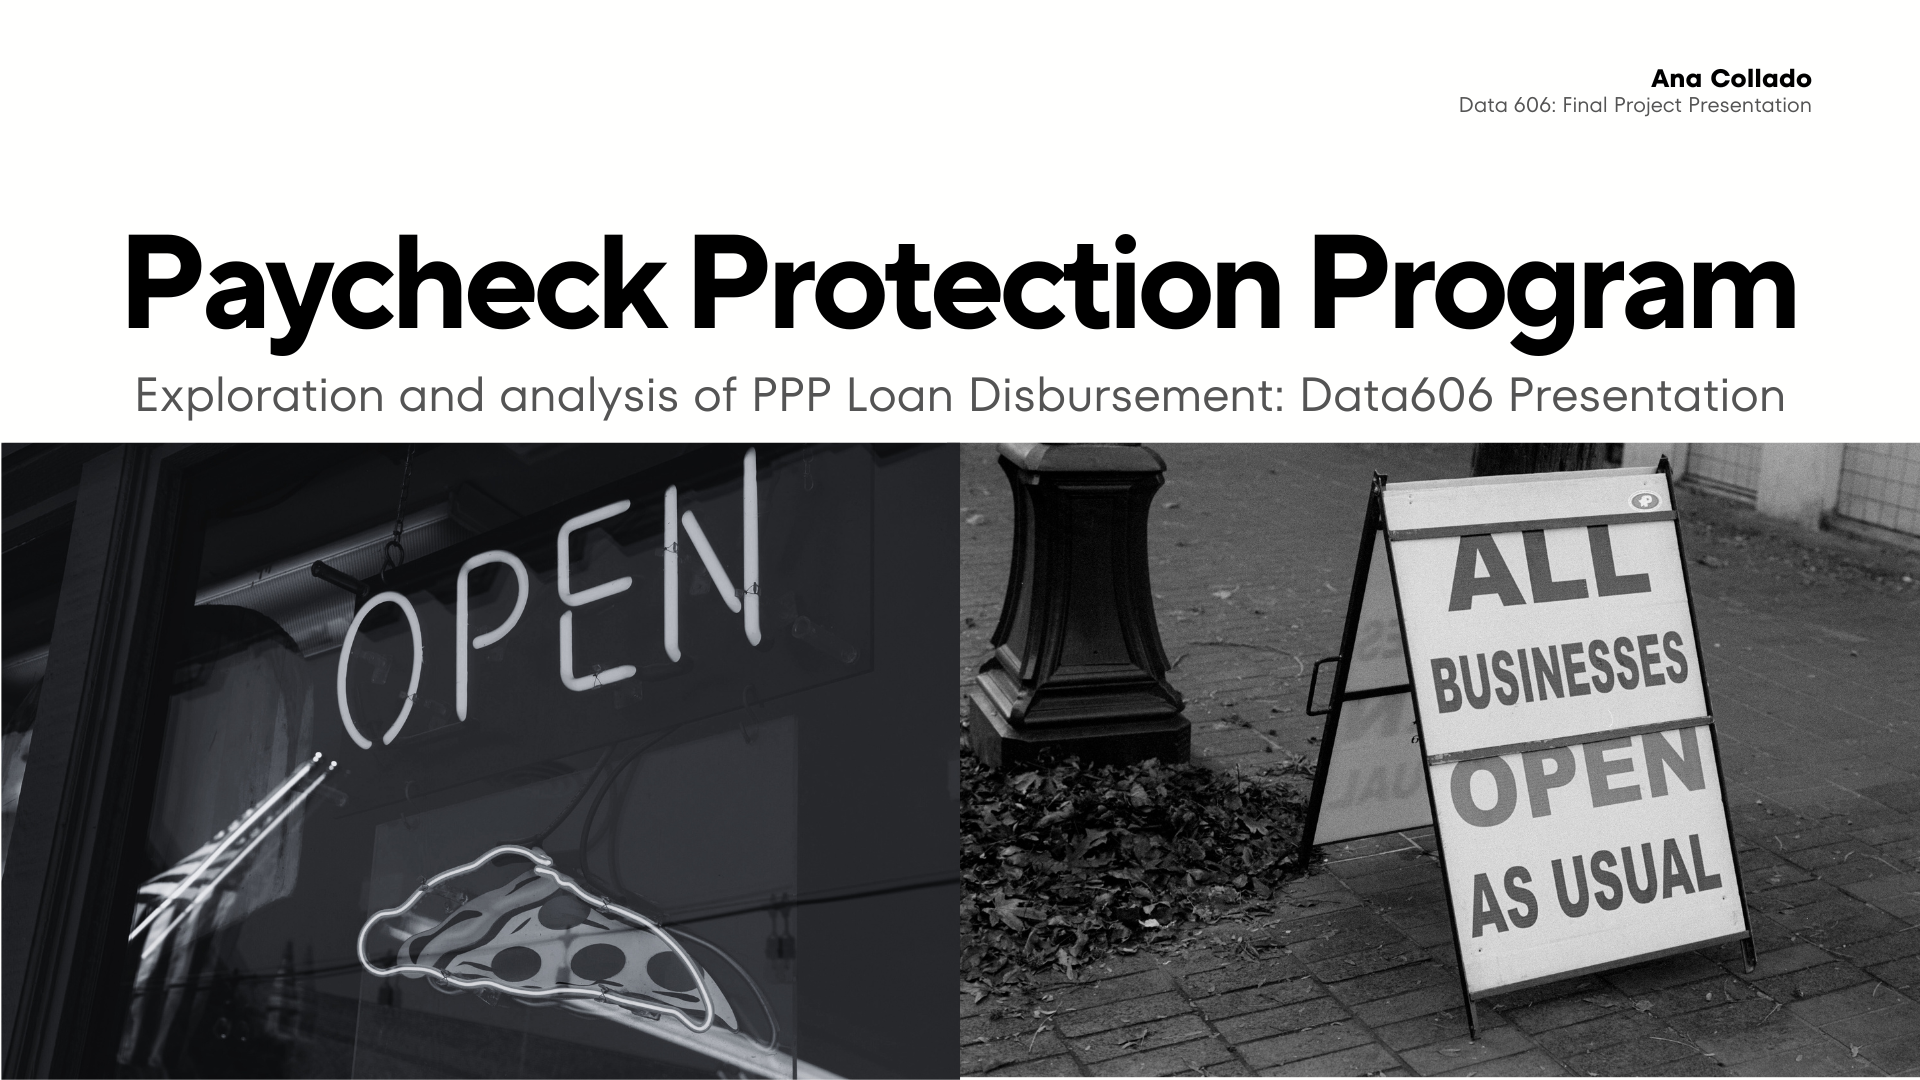 Ana Collado
Data 606: Final Project Presentation
Paycheck Protection Program
Exploration and analysis of PPP Loan Disbursement: Data606 Presentation
OPEN
ALL
BUSINESSES
OPEN
AS USUAL